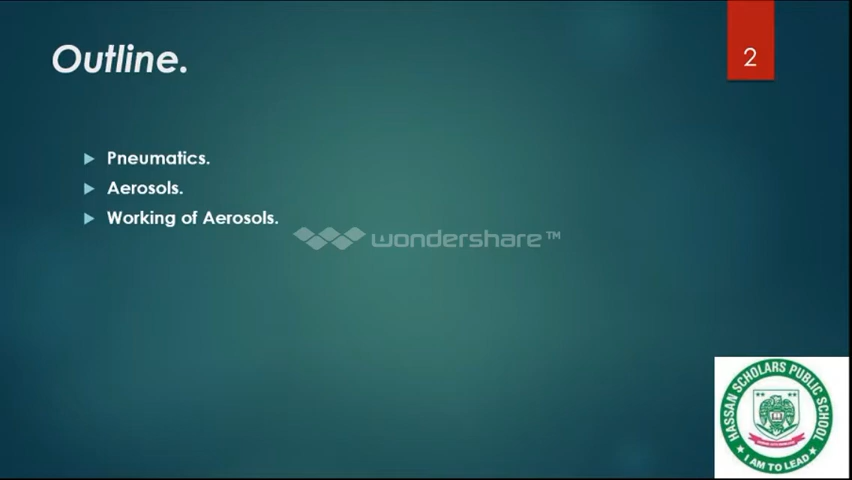 Outline.
2
Pneumatics.
Aerosols.
Working of Aerosols.
wondershare™
HASSAN SCHOLARS PUBLIC SCHOOL
I AM TO LEAD